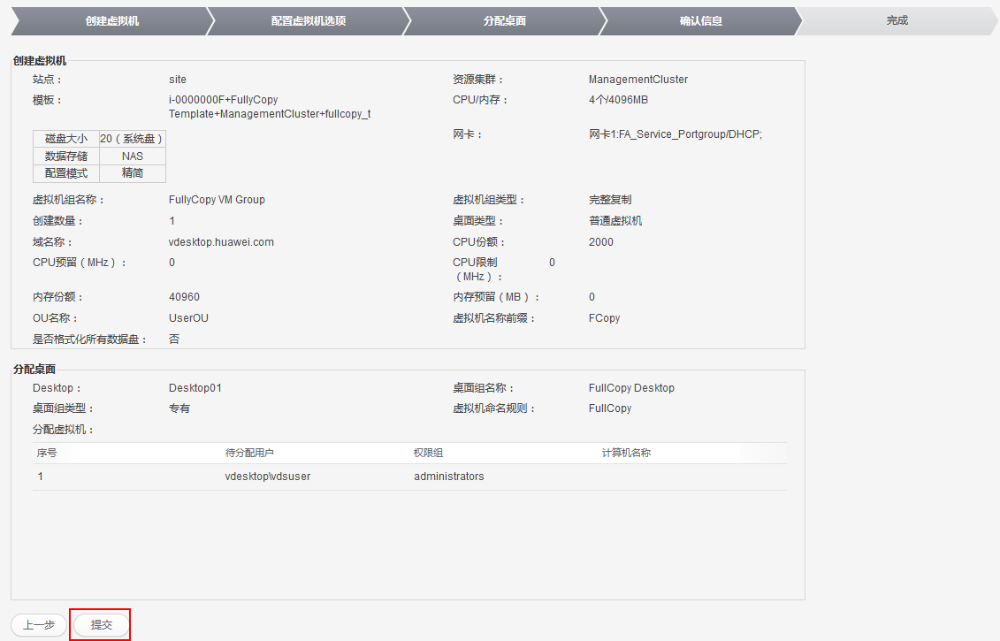 创建虚拟机 配置虚拟机选项 分配桌面 确认信息 完成
创建虚拟机
站点： site 资源集群： ManagementCluster
模板： i-0000000F+FullyCopy CPU/内存： 4个/4096MB
Template+ManagementCluster+fullcopy_t
网卡： 网卡1:FA_Service_Portgroup/DHCP;
磁盘大小 20（系统盘）
数据存储 NAS
配置模式 精简
虚拟机组名称： FullyCopy VM Group 虚拟机组类型： 完整复制
创建数量： 1 桌面类型： 普通虚拟机
域名称： vdesktop.huawei.com CPU份额： 2000
CPU预留（MHz）： 0 CPU限制 0
（MHz）：
内存份额： 40960 内存预留（MB）： 0
OU名称： UserOU 虚拟机名称前缀： FCopy
是否格式化所有数据盘： 否
分配桌面
Desktop： Desktop01 桌面组名称： FullCopy Desktop
桌面组类型： 专有 虚拟机命名规则： FullCopy
分配虚拟机：
序号 待分配用户 权限组 计算机名称
1 vdesktop\vdsuser administrators
上一步 提交